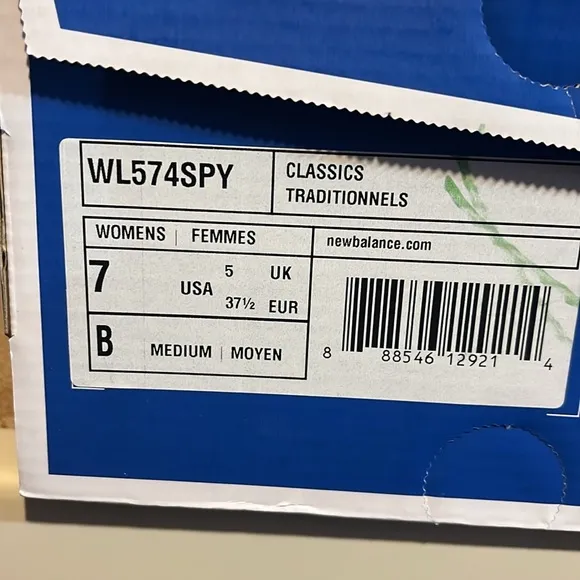 WL574SPY
CLASSICS
TRADITIONNELS
WOMENS | FEMMES
newbalance.com
7 USA 5 UK
37½ EUR
B MEDIUM | MOYEN
8 88546 12921 4